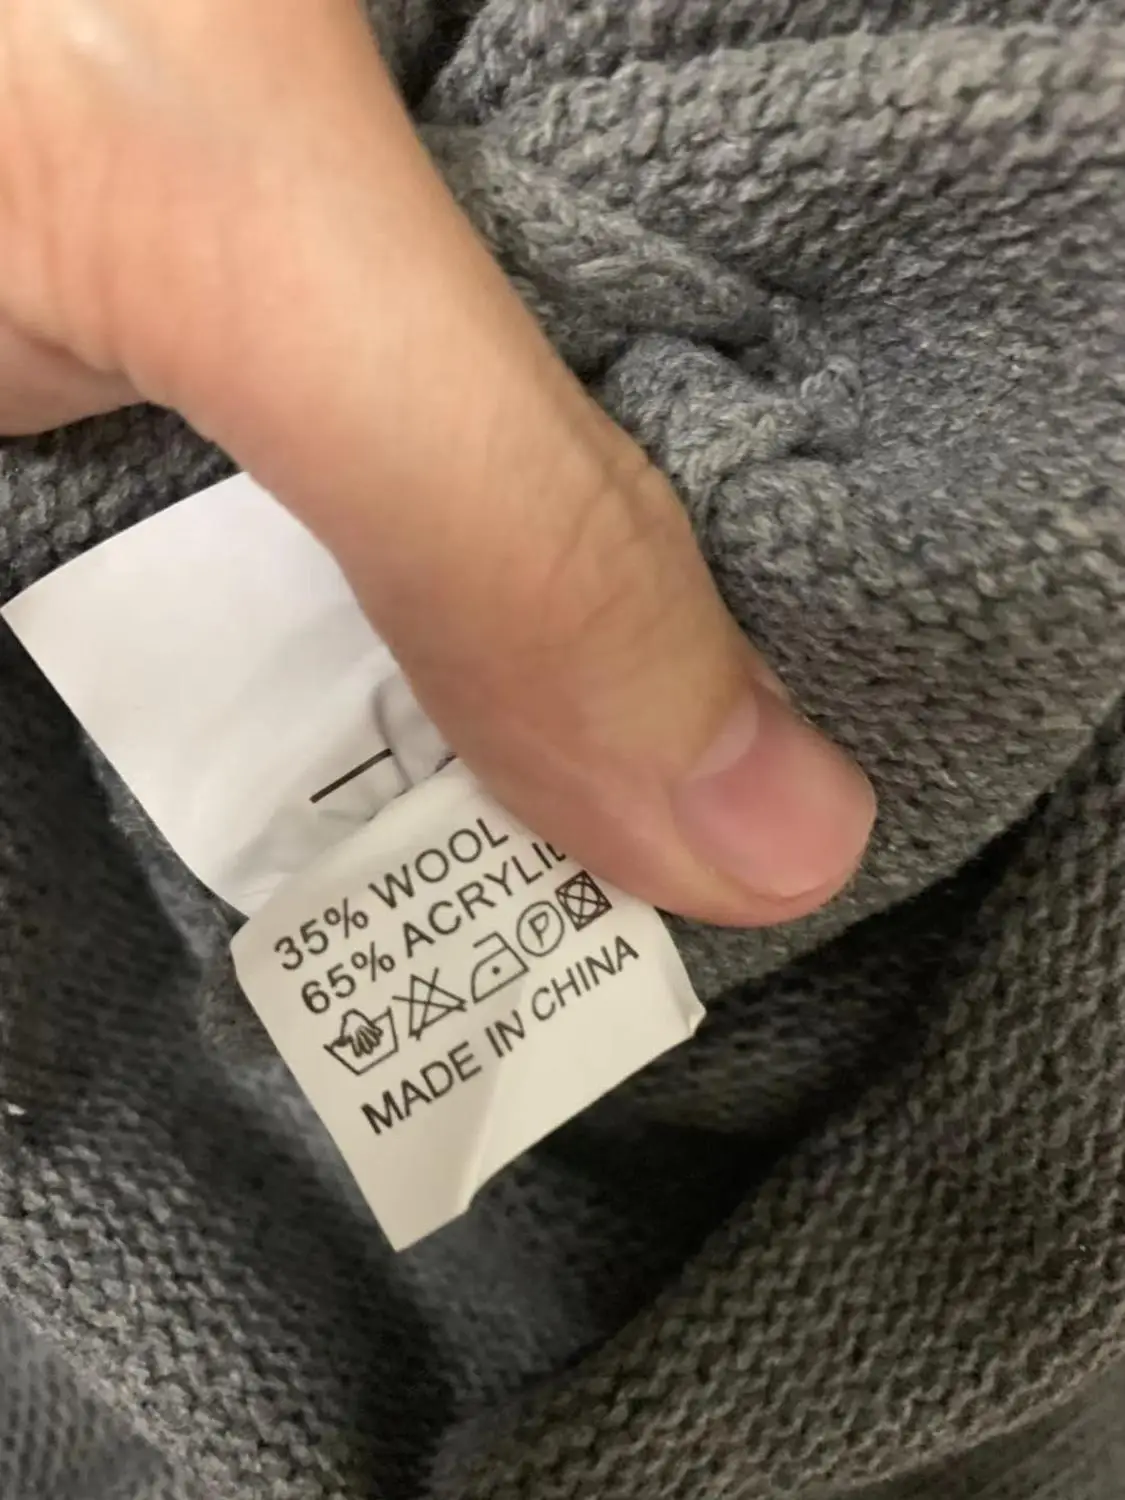 35% WOOL
65% ACRYLIC
P
MADE IN CHINA